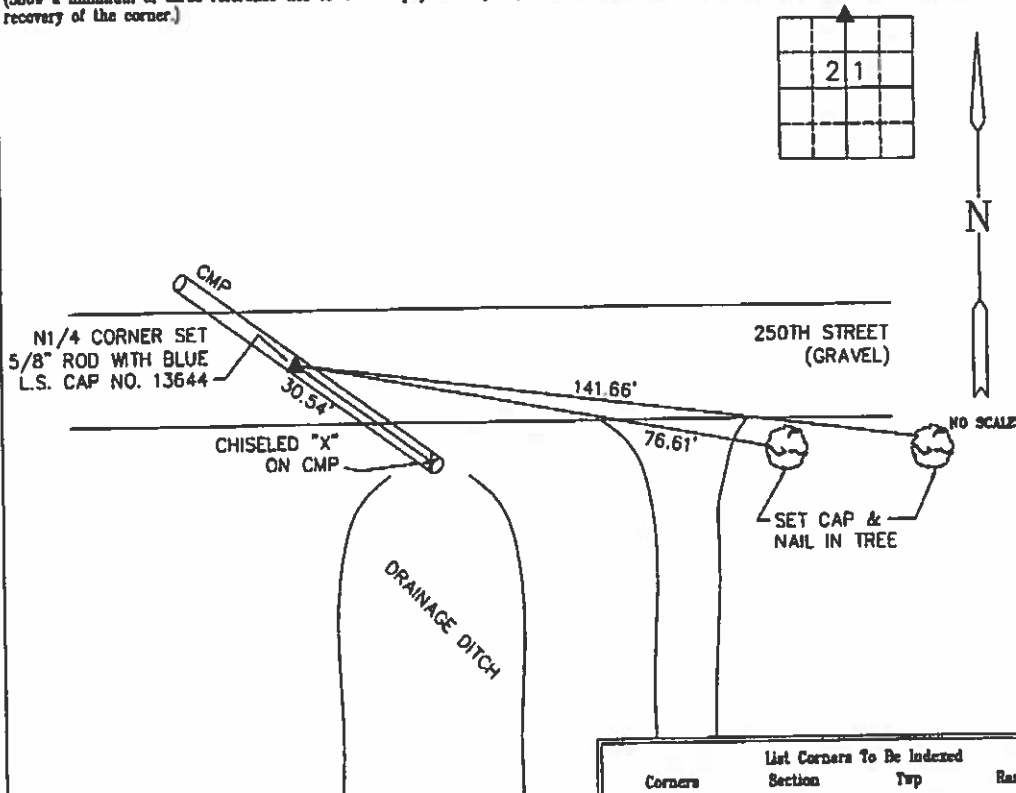 recovery of the corner.)
2 1
N
CMP
N1/4 CORNER SET
5/8" ROD WITH BLUE
L.S. CAP NO. 13644
250TH STREET
(GRAVEL)
30.54'
141.66'
76.61'
NO SCALE
CHISELED "X"
ON CMP
SET CAP &
NAIL IN TREE
DRAINAGE DITCH
List Corners To Be Indexed
Corners Section Twp